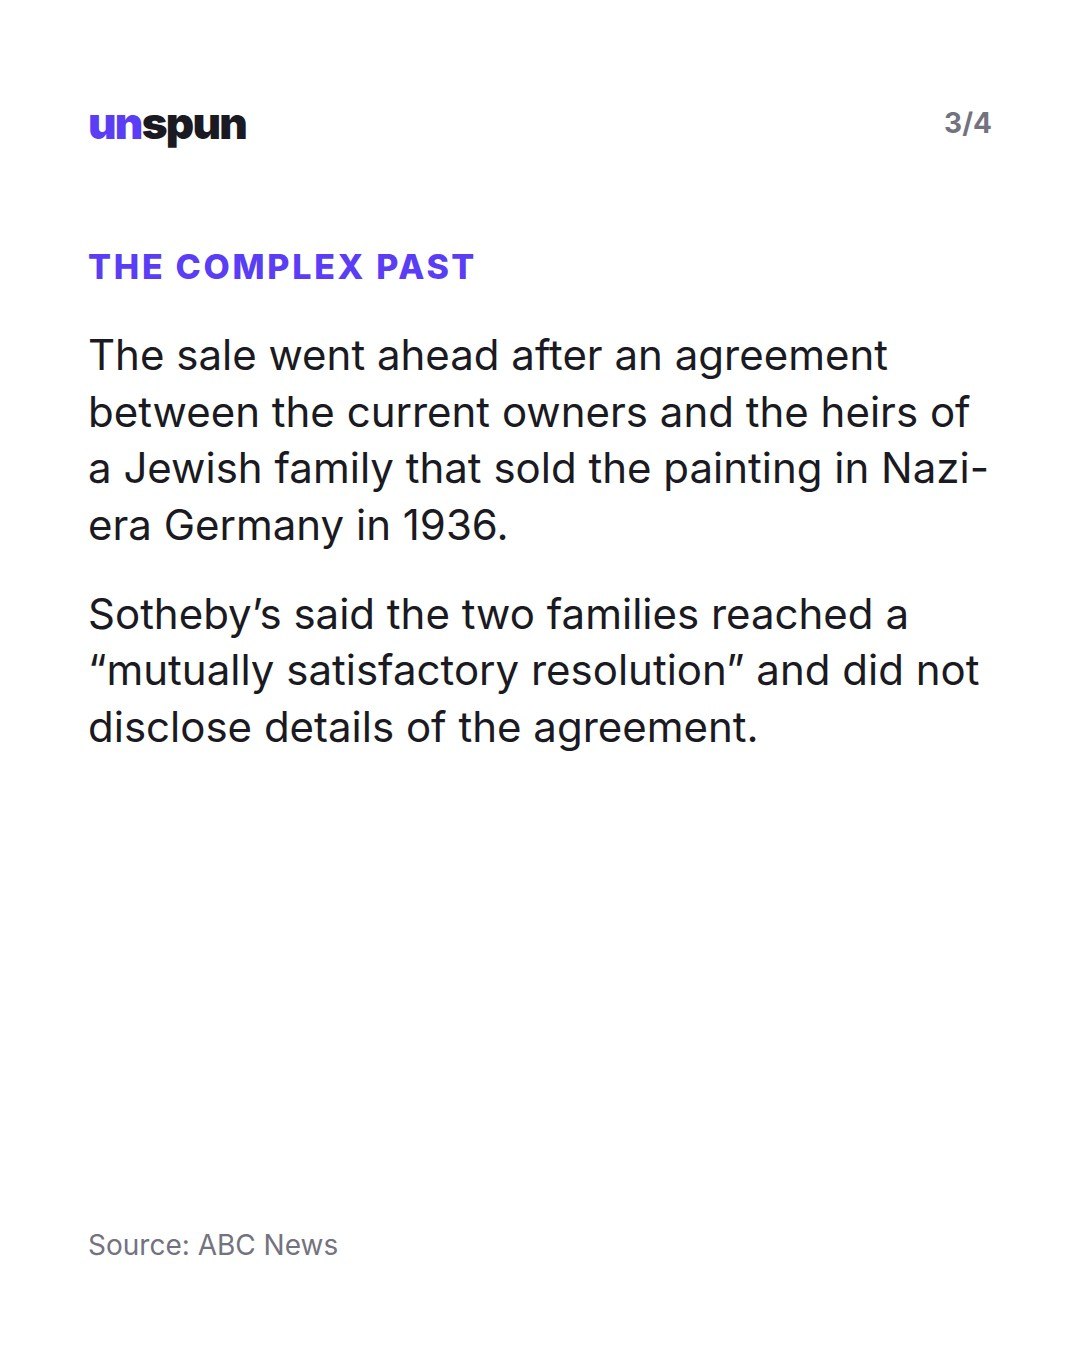 unspun
3/4
THE COMPLEX PAST
The sale went ahead after an agreement
between the current owners and the heirs of
a Jewish family that sold the painting in Nazi-
era Germany in 1936.
Sotheby’s said the two families reached a
“mutually satisfactory resolution” and did not
disclose details of the agreement.
Source: ABC News